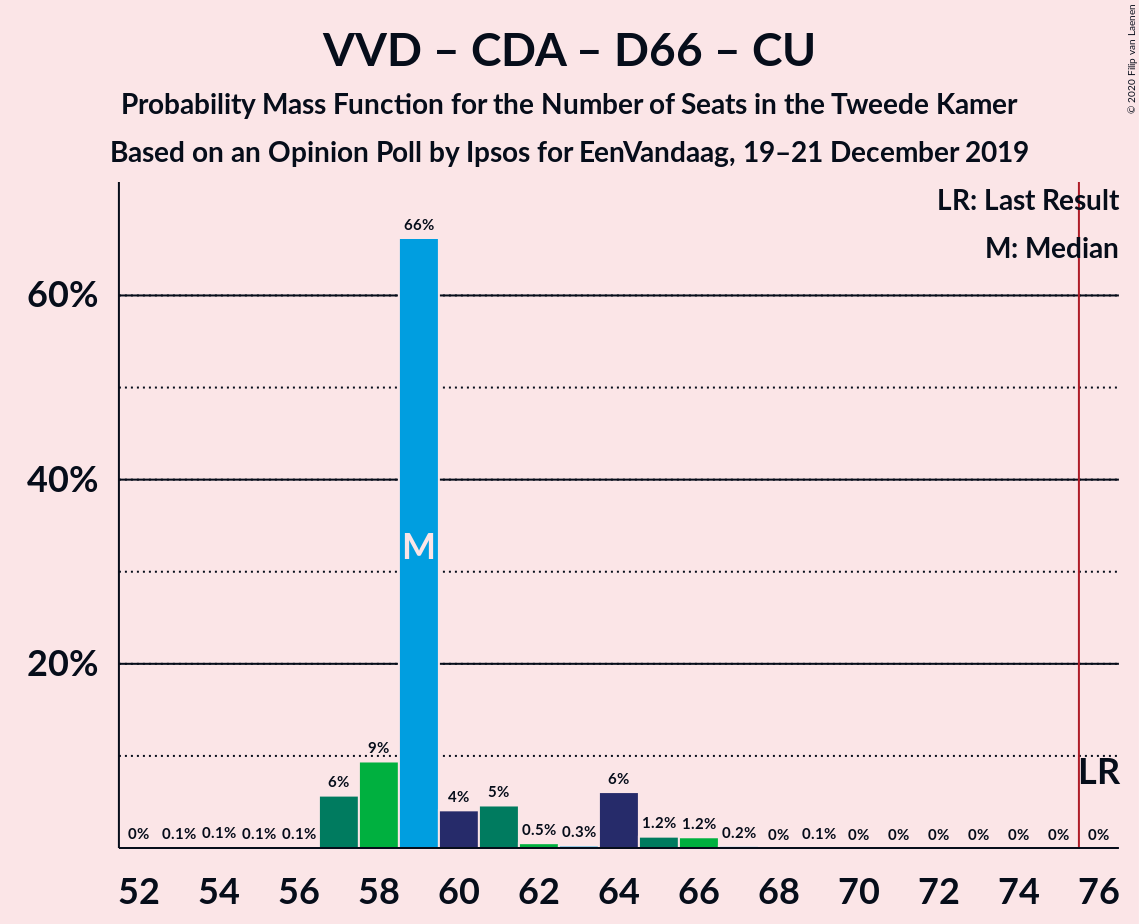 VVD – CDA – D66 – CU
Probability Mass Function for the Number of Seats in the Tweede Kamer
Based on an Opinion Poll by Ipsos for EenVandaag, 19–21 December 2019
© 2020 Filip van Laenen
LR: Last Result
M: Median
60%
40%
20%
0% 0.1% 0.1% 0.1% 0.1% 6% 9% 66% 4% 5% 0.5% 0.3% 6% 1.2% 1.2% 0.2% 0% 0.1% 0% 0% 0% 0% 0% 0% 0%
M
LR
52 54 56 58 60 62 64 66 68 70 72 74 76